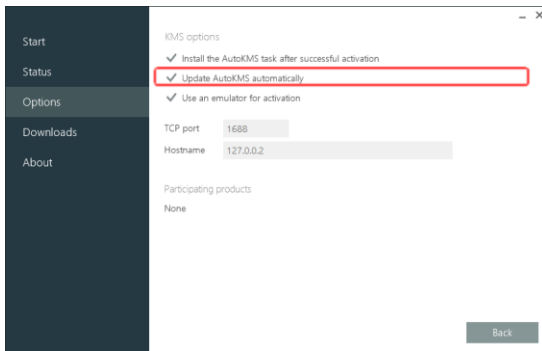 Start
Status
Options
Downloads
About
KMS options
Install the AutoKMS task after successful activation
Update AutoKMS automatically
Use an emulator for activation
TCP port 1688
Hostname 127.0.0.2
Participating products
None
Back